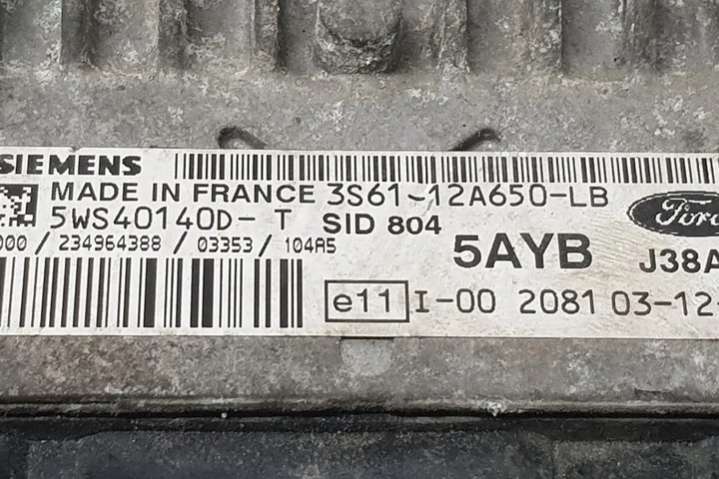 SIEMENS
MADE IN FRANCE 3S61-12A650-LB
5WS40140D-T SID 804
Ford
000 / 234964388 / 03353 / 104A5
5AYB J38A
e11 I-00 2081 03-12